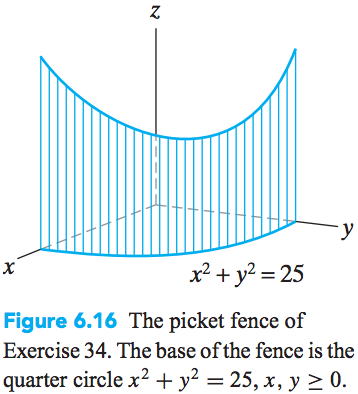 z
y
x
x² + y² = 25
Figure 6.16 The picket fence of
Exercise 34. The base of the fence is the
quarter circle x² + y² = 25, x, y ≥ 0.